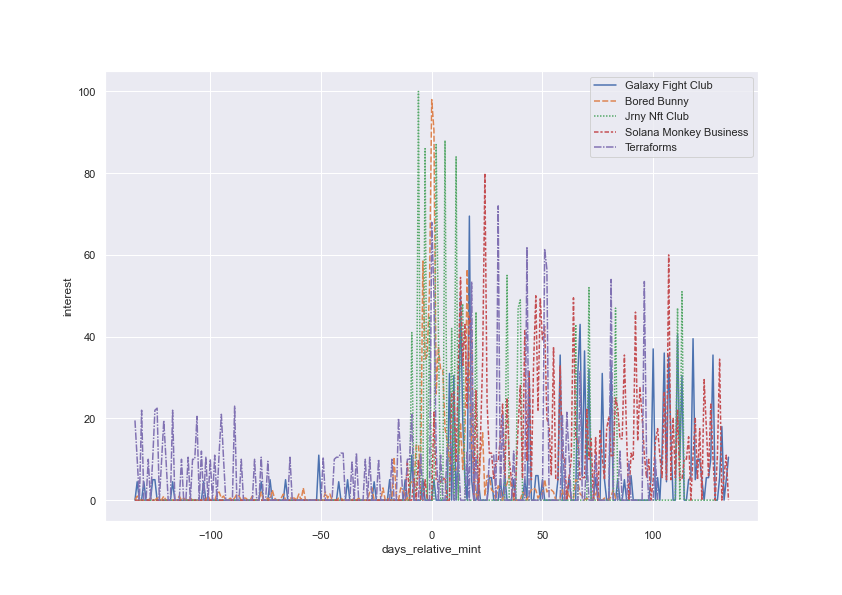 Galaxy Fight Club
Bored Bunny
Jrny Nft Club
Solana Monkey Business
Terraforms
100
80
60
40
20
0
interest
−100
−50
0
50
100
days_relative_mint